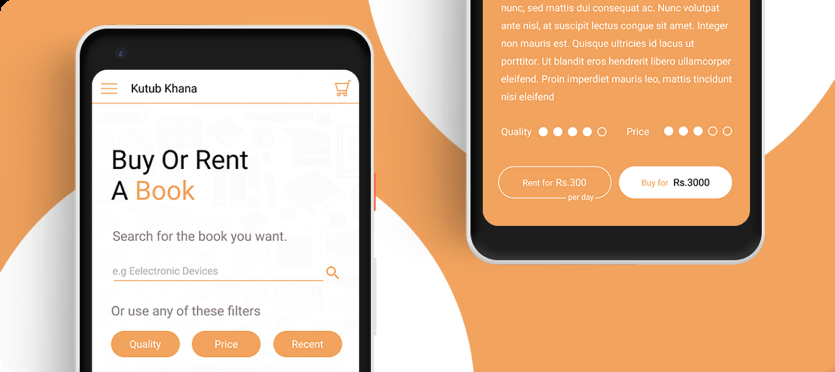 Kutub Khana
Buy Or Rent
A Book
Search for the book you want.
e.g Eelectronic Devices
Or use any of these filters
Quality Price Recent
nunc, sed mattis dui consequat ac. Nunc volutpat
ante nisl, at suscipit lectus congue sit amet. Integer
non mauris est. Quisque ultricies id lacus ut
porttitor. Ut blandit eros hendrerit libero ullamcorper
eleifend. Proin imperdiet mauris leo, mattis tincidunt
nisi eleifend
Quality Price
Rent for Rs.300 Buy for Rs.3000
per day